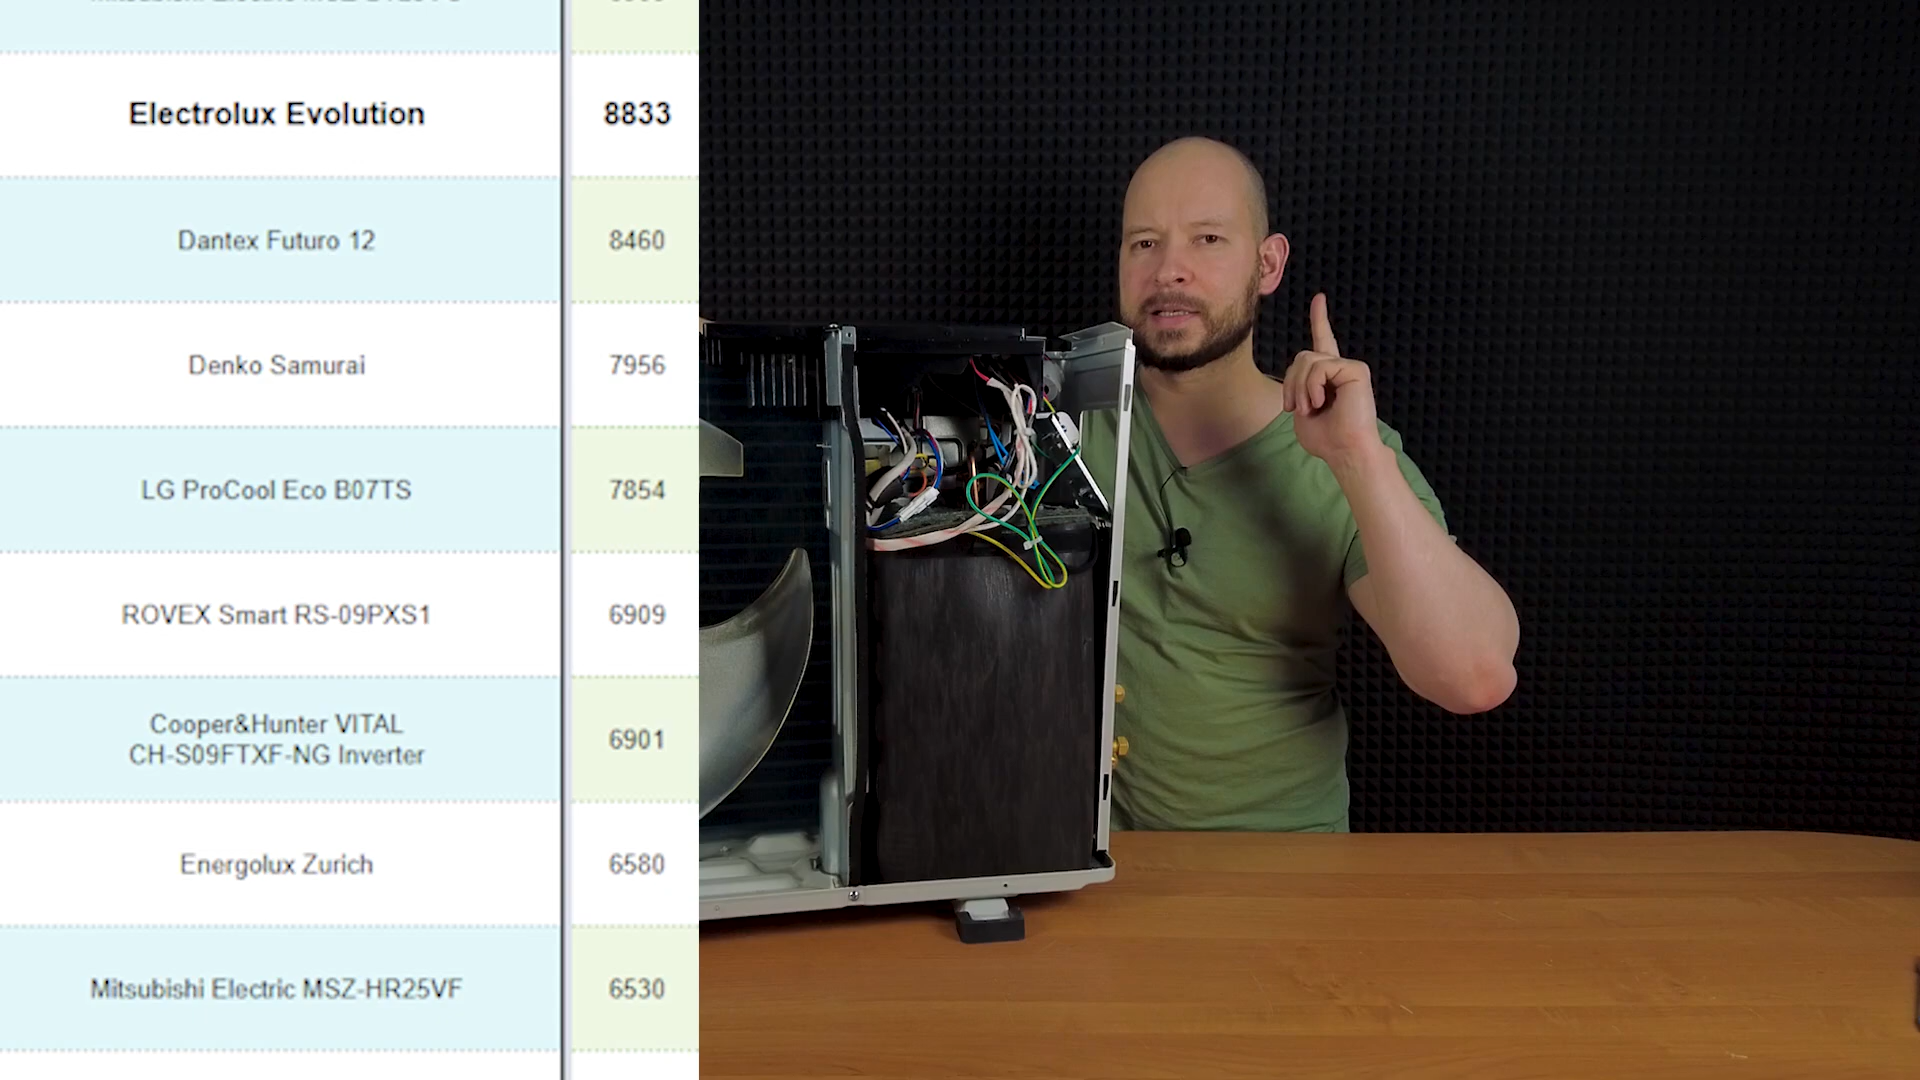 Electrolux Evolution 8833
Dantex Futuro 12 8460
Denko Samurai 7956
LG ProCool Eco B07TS 7854
ROVEX Smart RS-09PXS1 6909
Cooper&Hunter VITAL
CH-S09FTXF-NG Inverter 6901
Energolux Zurich 6580
Mitsubishi Electric MSZ-HR25VF 6530